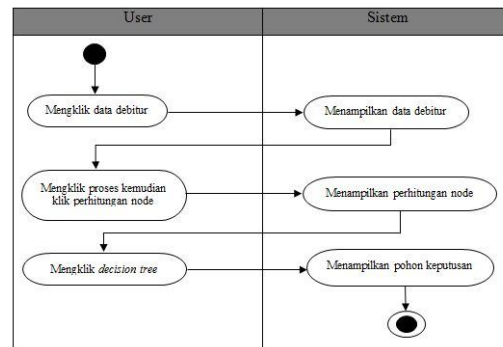 User
Sistem
Mengklik data debitur
Menampilkan data debitur
Mengklik proses kemudian
klik perhitungan node
Menampilkan perhitungan node
Mengklik decision tree
Menampilkan pohon keputusan